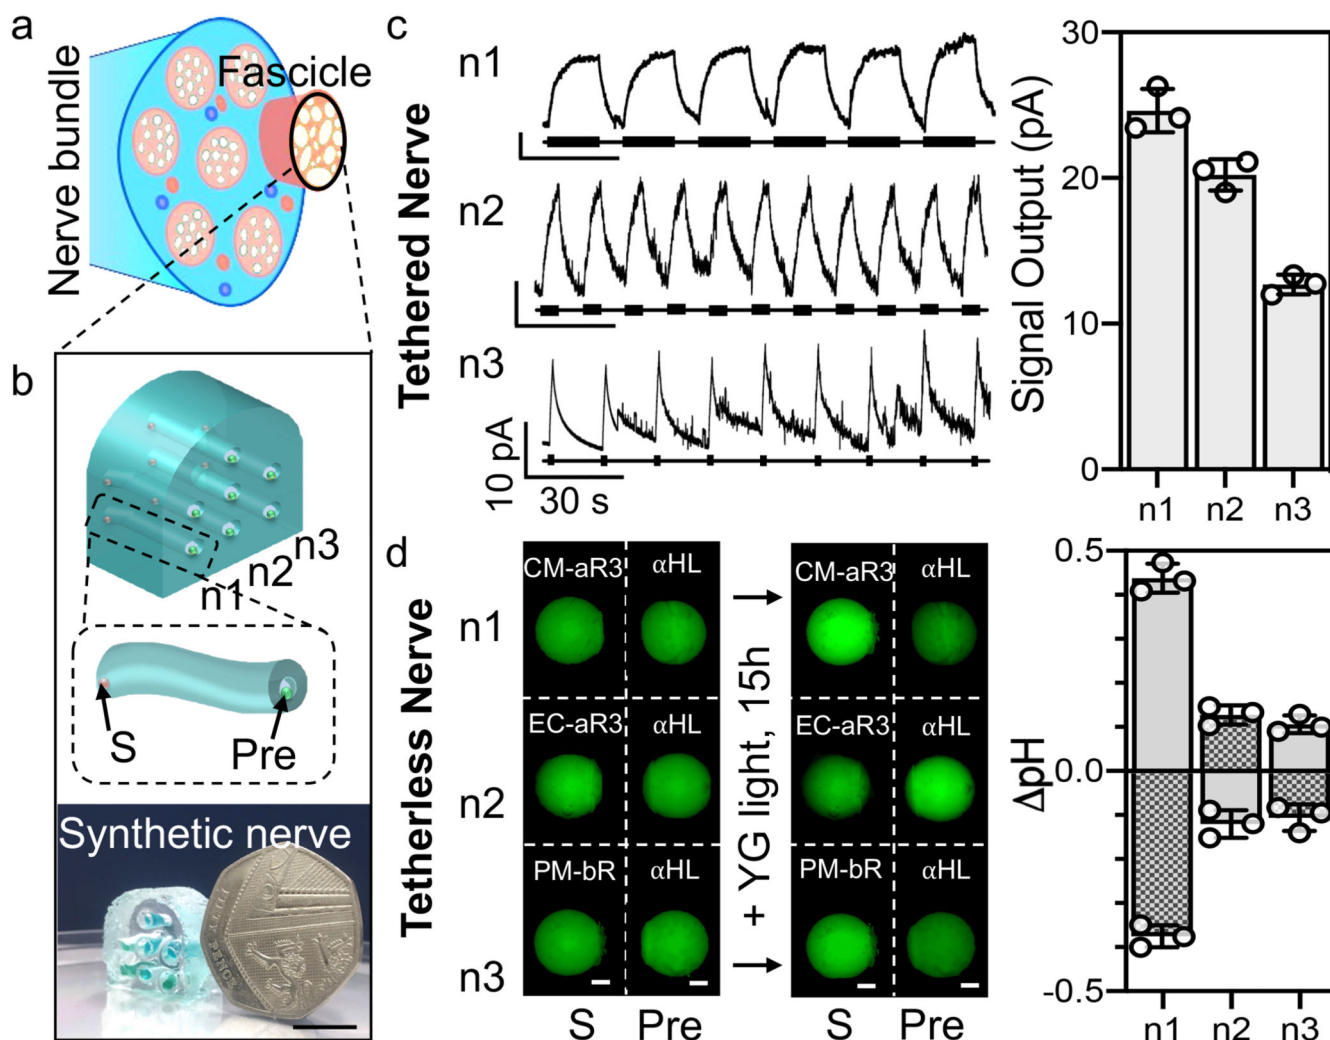 a
Nerve bundle
Fascicle
b
n1
n2
n3
S
Pre
Synthetic nerve
FIFTY PENCE
c
Tethered Nerve
n1
n2
n3
10 pA
30 s
Signal Output (pA)
30
20
10
0
n1 n2 n3
d
Tetherless Nerve
n1
n2
n3
CM-aR3 αHL
EC-aR3 αHL
PM-bR αHL
S Pre
+ YG light, 15h
CM-aR3 αHL
EC-aR3 αHL
PM-bR αHL
S Pre
ΔpH
0.5
0.0
-0.5
n1 n2 n3